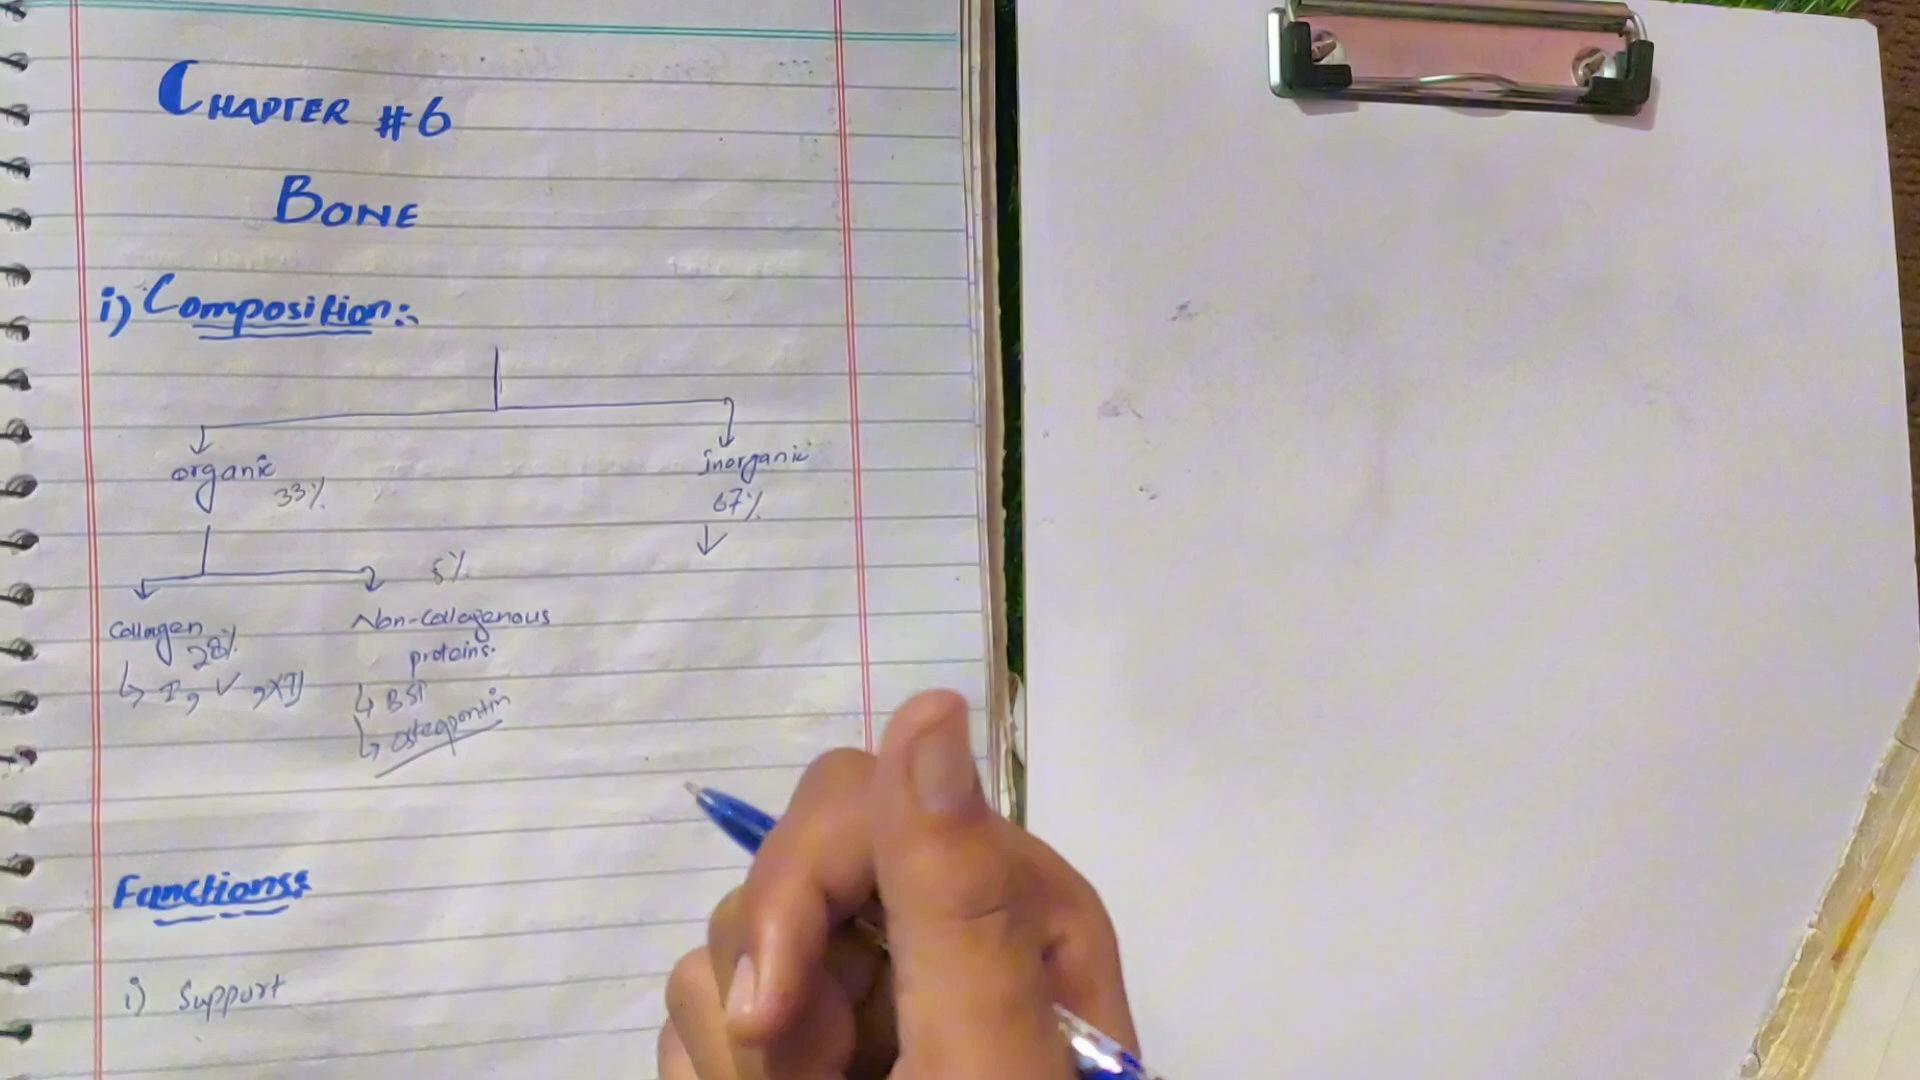 CHAPTER #6
BONE
i) Composition:-
organic
33%
inorganic
67%
5%
Collagen
28%
Non-Collagenous
proteins.
I, V
BSP
osteopontin
Functions:
i) Support